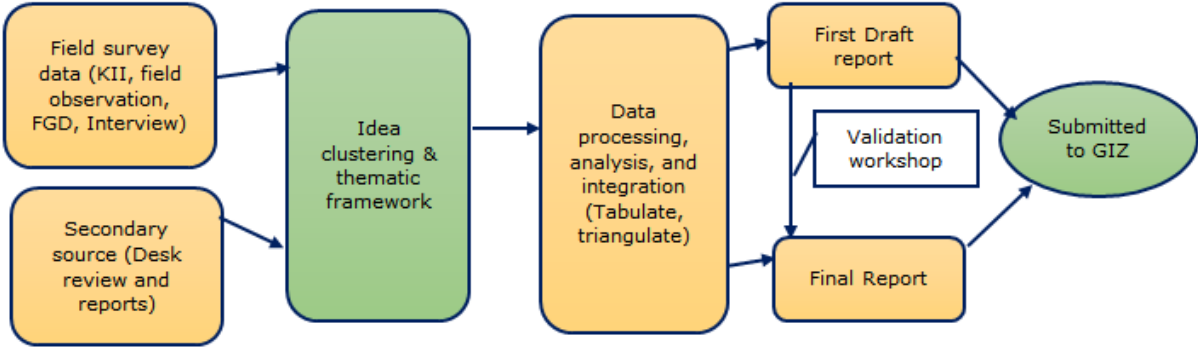 Field survey
data (KII, field
observation,
FGD, Interview)
Secondary
source (Desk
review and
reports)
Idea
clustering &
thematic
framework
Data
processing,
analysis, and
integration
(Tabulate,
triangulate)
First Draft
report
Validation
workshop
Final Report
Submitted
to GIZ